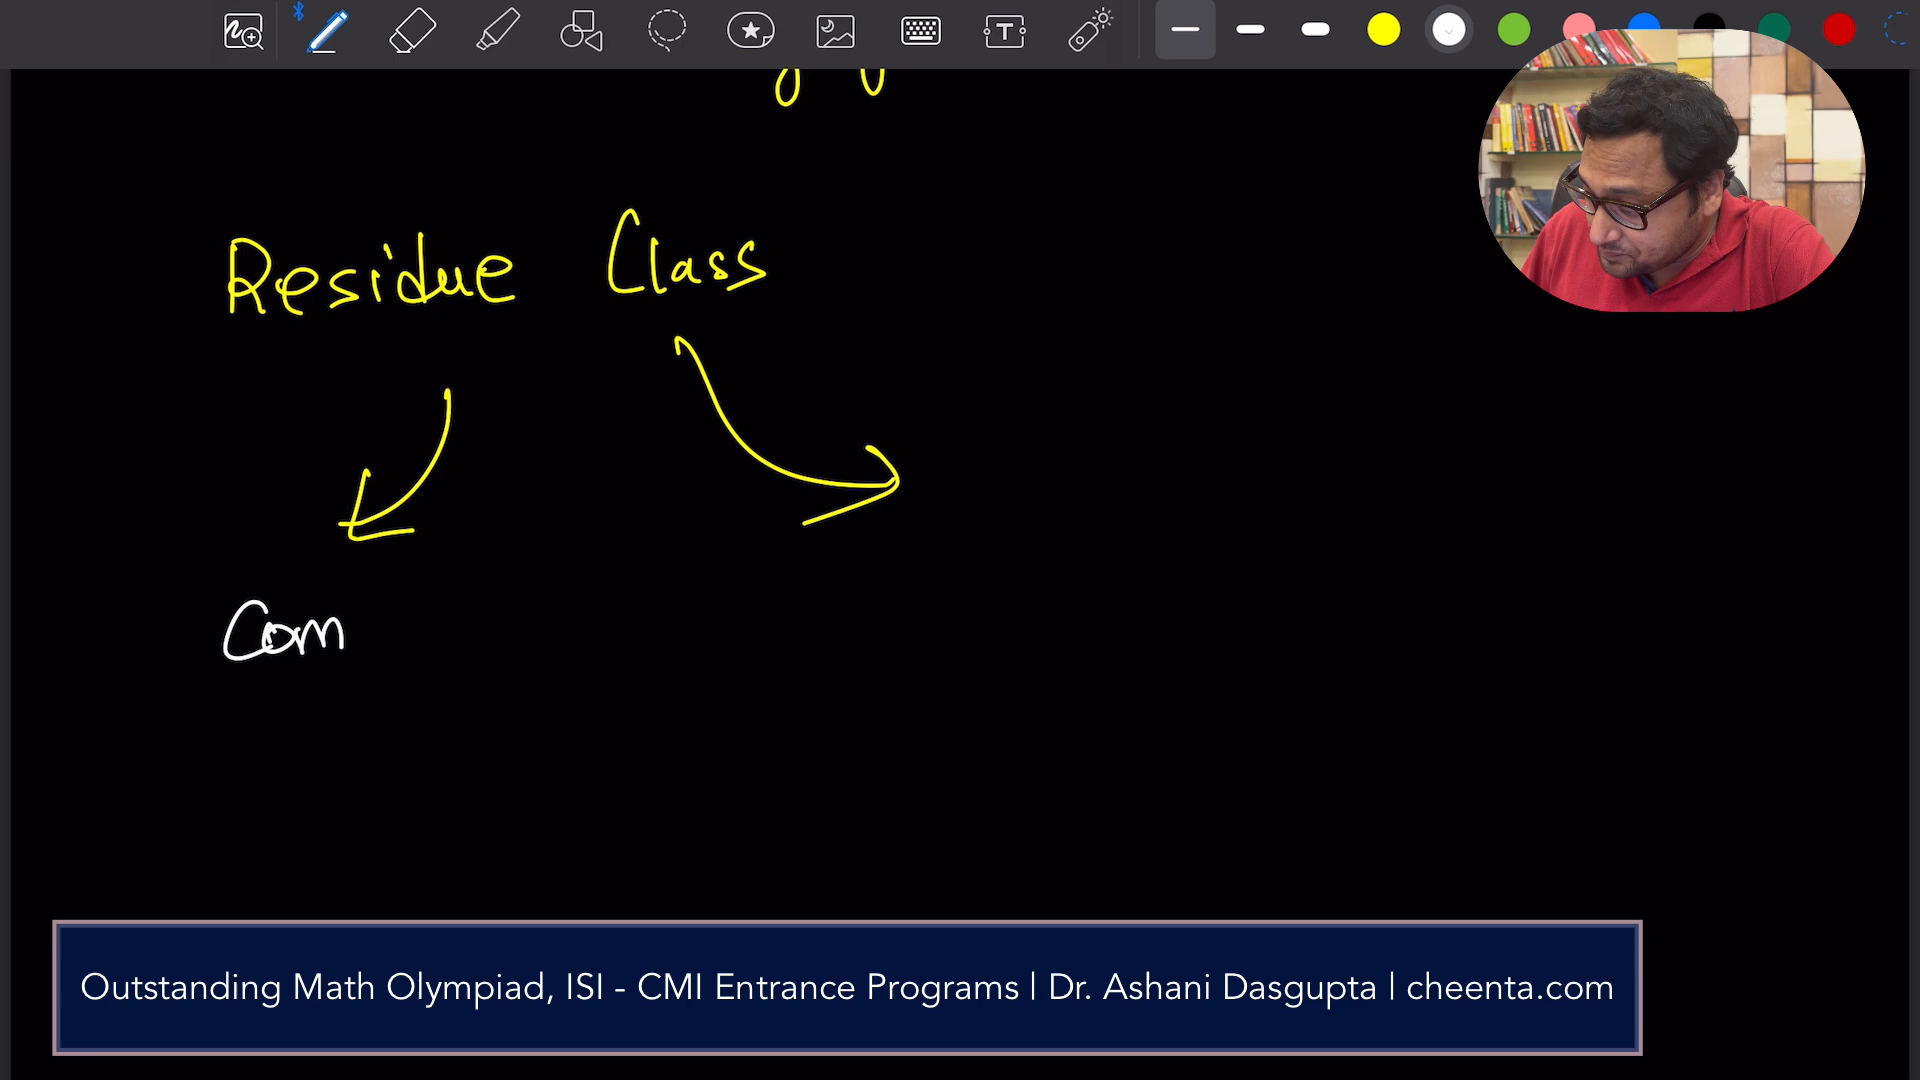 Residue Class
Com
Outstanding Math Olympiad, ISI - CMI Entrance Programs | Dr. Ashani Dasgupta | cheenta.com